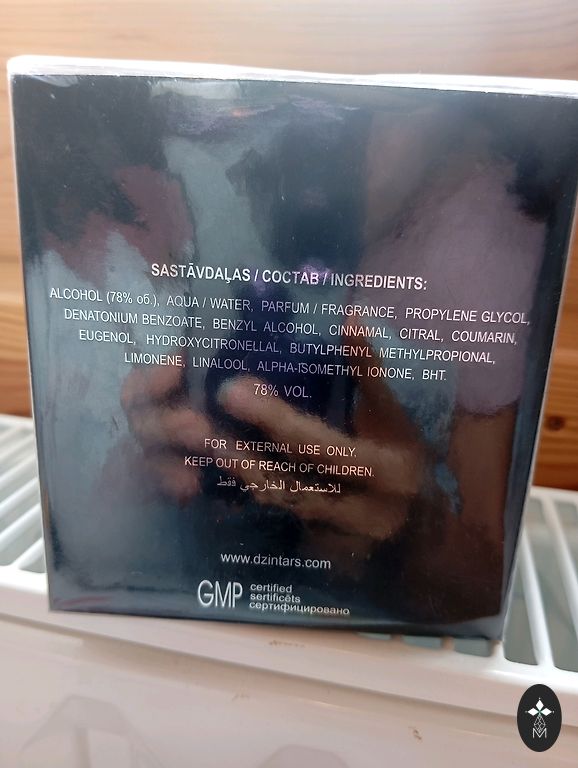 SASTĀVDAĻAS / СОСТАВ / INGREDIENTS:
ALCOHOL (78% об.), AQUA / WATER, PARFUM / FRAGRANCE, PROPYLENE GLYCOL,
DENATONIUM BENZOATE, BENZYL ALCOHOL, CINNAMAL, CITRAL, COUMARIN,
EUGENOL, HYDROXYCITRONELLAL, BUTYLPHENYL METHYLPROPIONAL,
LIMONENE, LINALOOL, ALPHA-ISOMETHYL IONONE, BHT.
78% VOL.
FOR EXTERNAL USE ONLY.
KEEP OUT OF REACH OF CHILDREN.
للاستعمال الخارجي فقط
www.dzintars.com
GMP certified
sertificēts
сертифицировано
M